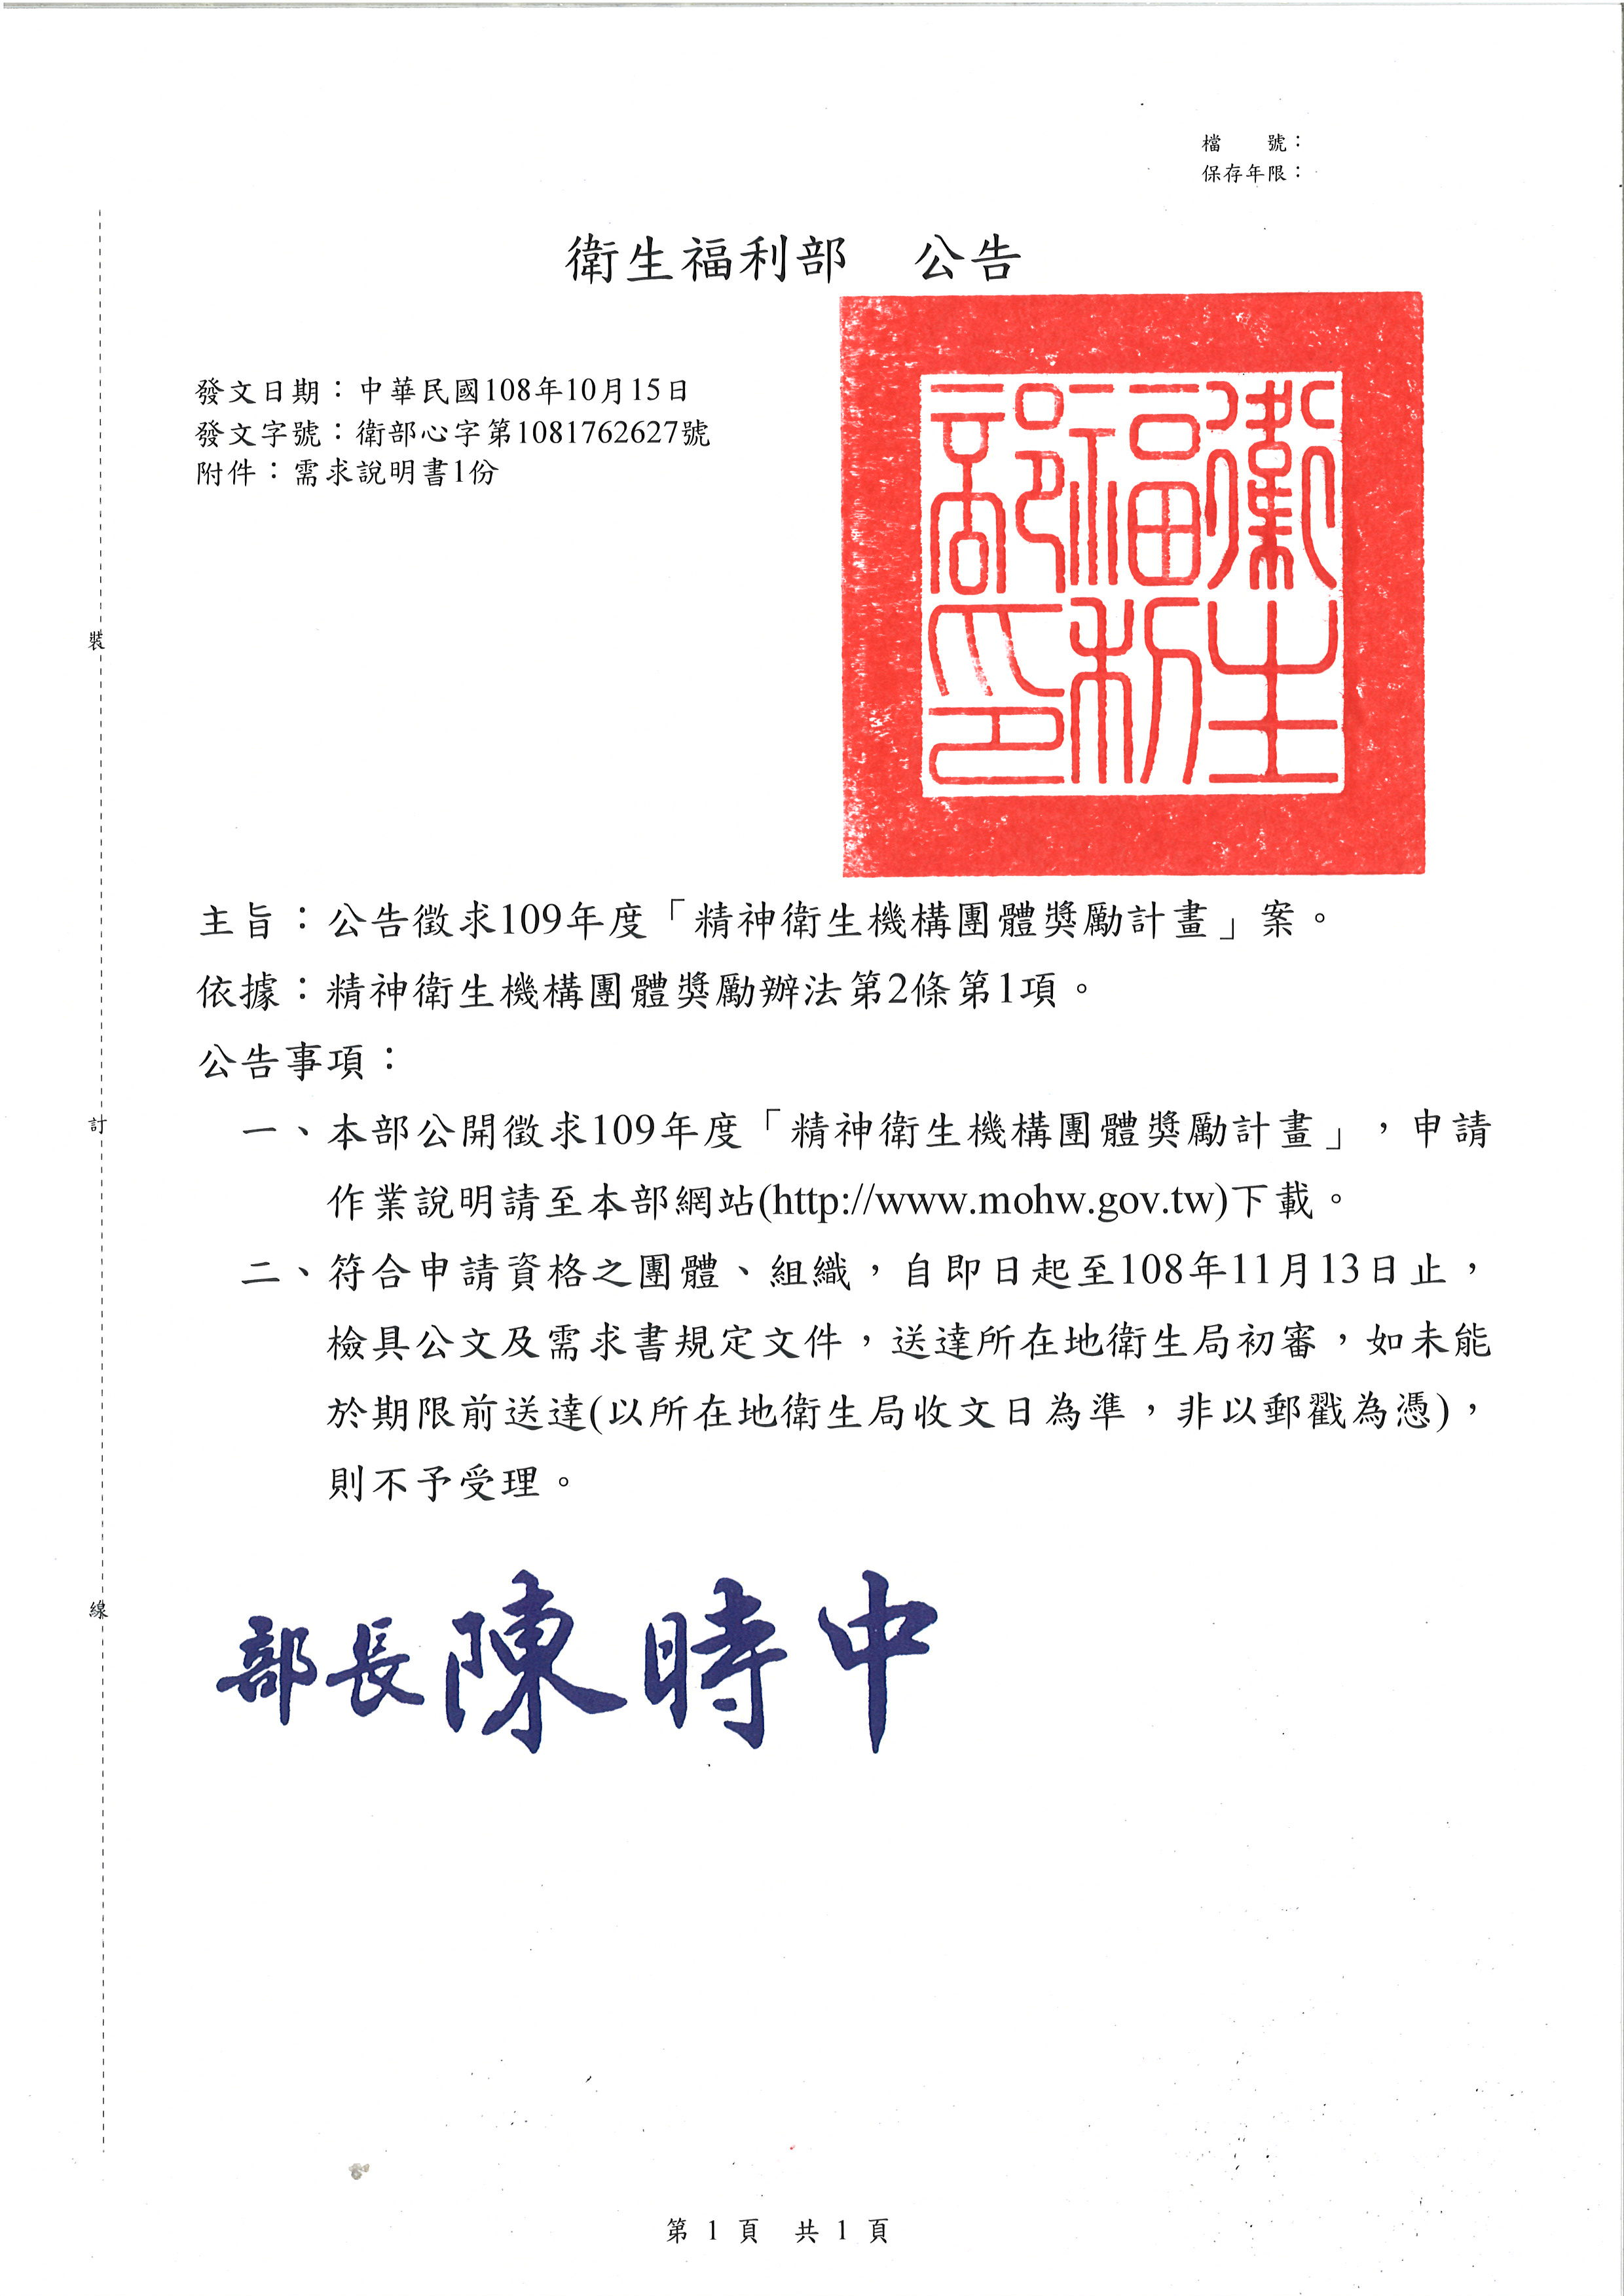 檔　　號：
保存年限：
衛生福利部　公告
發文日期：中華民國108年10月15日
發文字號：衛部心字第1081762627號
附件：需求說明書1份
衛生福利部印
主旨：公告徵求109年度「精神衛生機構團體獎勵計畫」案。
依據：精神衛生機構團體獎勵辦法第2條第1項。
公告事項：
一、本部公開徵求109年度「精神衛生機構團體獎勵計畫」，申請
作業說明請至本部網站(http://www.mohw.gov.tw)下載。
二、符合申請資格之團體、組織，自即日起至108年11月13日止，
檢具公文及需求書規定文件，送達所在地衛生局初審，如未能
於期限前送達(以所在地衛生局收文日為準，非以郵戳為憑)，
則不予受理。
部長陳時中
裝
訂
線
第 1 頁　共 1 頁